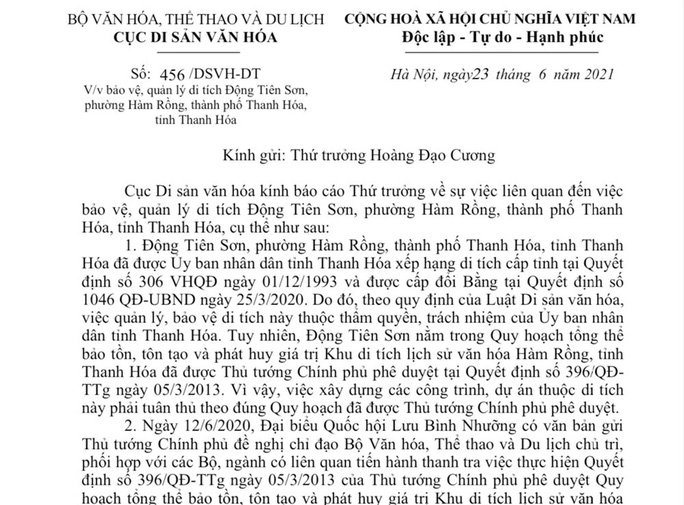 BỘ VĂN HÓA, THỂ THAO VÀ DU LỊCH
CỤC DI SẢN VĂN HÓA
CỘNG HOÀ XÃ HỘI CHỦ NGHĨA VIỆT NAM
Độc lập - Tự do - Hạnh phúc
Số: 456/DSVH-DT
V/v bảo vệ, quản lý di tích Động Tiên Sơn,
phường Hàm Rồng, thành phố Thanh Hóa,
tỉnh Thanh Hóa
Hà Nội, ngày 23 tháng 6 năm 2021
Kính gửi: Thứ trưởng Hoàng Đạo Cương
Cục Di sản văn hóa kính báo cáo Thứ trưởng về sự việc liên quan đến việc
bảo vệ, quản lý di tích Động Tiên Sơn, phường Hàm Rồng, thành phố Thanh
Hóa, tỉnh Thanh Hóa, cụ thể như sau:
1. Động Tiên Sơn, phường Hàm Rồng, thành phố Thanh Hóa, tỉnh Thanh
Hóa đã được Ủy ban nhân dân tỉnh Thanh Hóa xếp hạng di tích cấp tỉnh tại Quyết
định số 306 VHQĐ ngày 01/12/1993 và được cấp đổi Bằng tại Quyết định số
1046 QĐ-UBND ngày 25/3/2020. Do đó, theo quy định của Luật Di sản văn hóa,
việc quản lý, bảo vệ di tích này thuộc thẩm quyền, trách nhiệm của Ủy ban nhân
dân tỉnh Thanh Hóa. Tuy nhiên, Động Tiên Sơn nằm trong Quy hoạch tổng thể
bảo tồn, tôn tạo và phát huy giá trị Khu di tích lịch sử văn hóa Hàm Rồng, tỉnh
Thanh Hóa đã được Thủ tướng Chính phủ phê duyệt tại Quyết định số 396/QĐ-
TTg ngày 05/3/2013. Vì vậy, việc xây dựng các công trình, dự án thuộc di tích
này phải tuân thủ theo đúng Quy hoạch đã được Thủ tướng Chính phủ phê duyệt.
2. Ngày 12/6/2020, Đại biểu Quốc hội Lưu Bình Nhưỡng có văn bản gửi
Thủ tướng Chính phủ đề nghị chỉ đạo Bộ Văn hóa, Thể thao và Du lịch chủ trì,
phối hợp với các Bộ, ngành có liên quan tiến hành thanh tra việc thực hiện Quyết
định số 396/QĐ-TTg ngày 05/3/2013 của Thủ tướng Chính phủ phê duyệt Quy
hoạch tổng thể bảo tồn, tôn tạo và phát huy giá trị Khu di tích lịch sử văn hóa